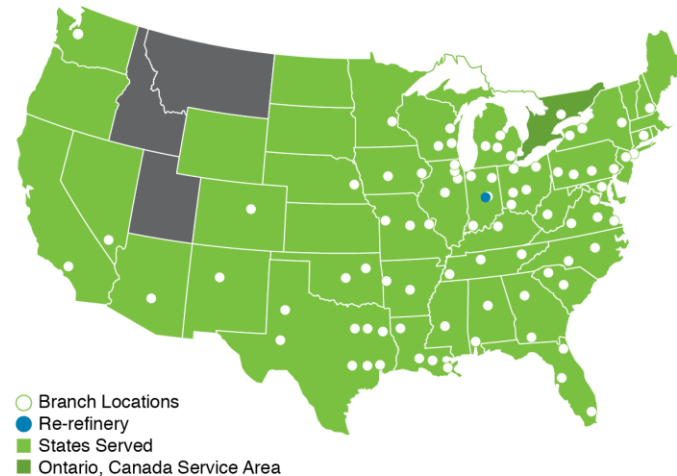 Branch Locations
Re-refinery
States Served
Ontario, Canada Service Area